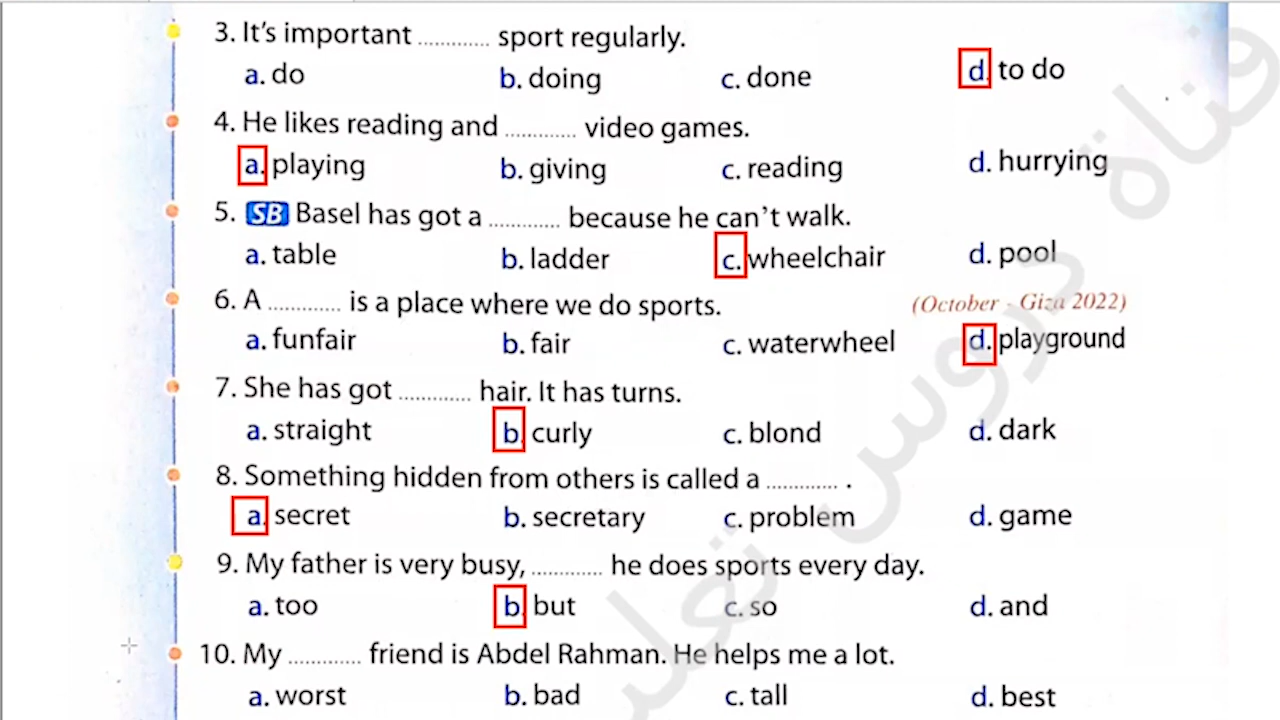 3. It's important ............ sport regularly.
a. do b. doing c. done d. to do
4. He likes reading and ............ video games.
a. playing b. giving c. reading d. hurrying
5. SB Basel has got a ............ because he can't walk.
a. table b. ladder c. wheelchair d. pool
6. A ............ is a place where we do sports. (October - Giza 2022)
a. funfair b. fair c. waterwheel d. playground
7. She has got ............ hair. It has turns.
a. straight b. curly c. blond d. dark
8. Something hidden from others is called a ............ .
a. secret b. secretary c. problem d. game
9. My father is very busy, ............ he does sports every day.
a. too b. but c. so d. and
10. My ............ friend is Abdel Rahman. He helps me a lot.
a. worst b. bad c. tall d. best
قناة دروس